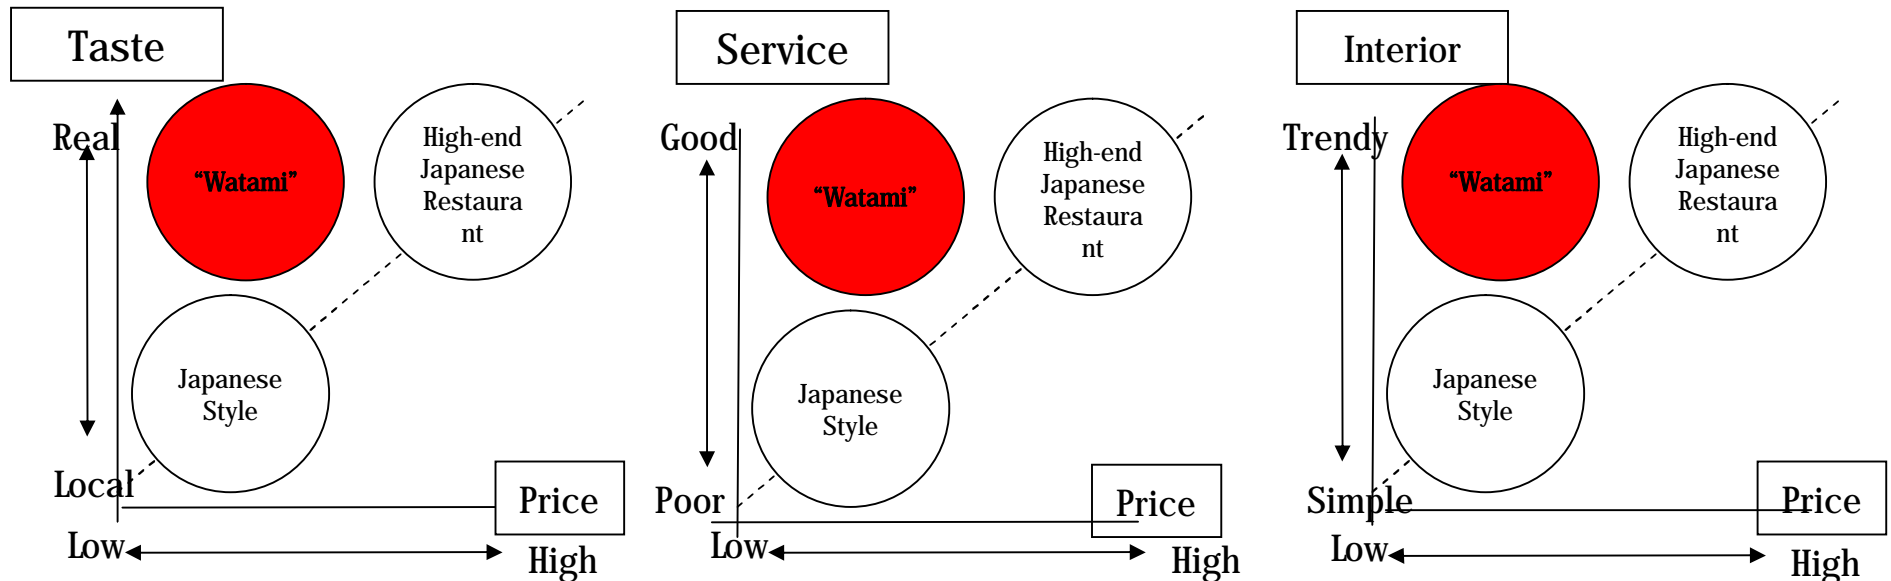 Taste
Real
“Watami”
High-end
Japanese
Restaura
nt
Japanese
Style
Local
Price
Low
High
Service
Good
“Watami”
High-end
Japanese
Restaura
nt
Japanese
Style
Poor
Price
Low
High
Interior
Trendy
“Watami”
High-end
Japanese
Restaura
nt
Japanese
Style
Simple
Price
Low
High